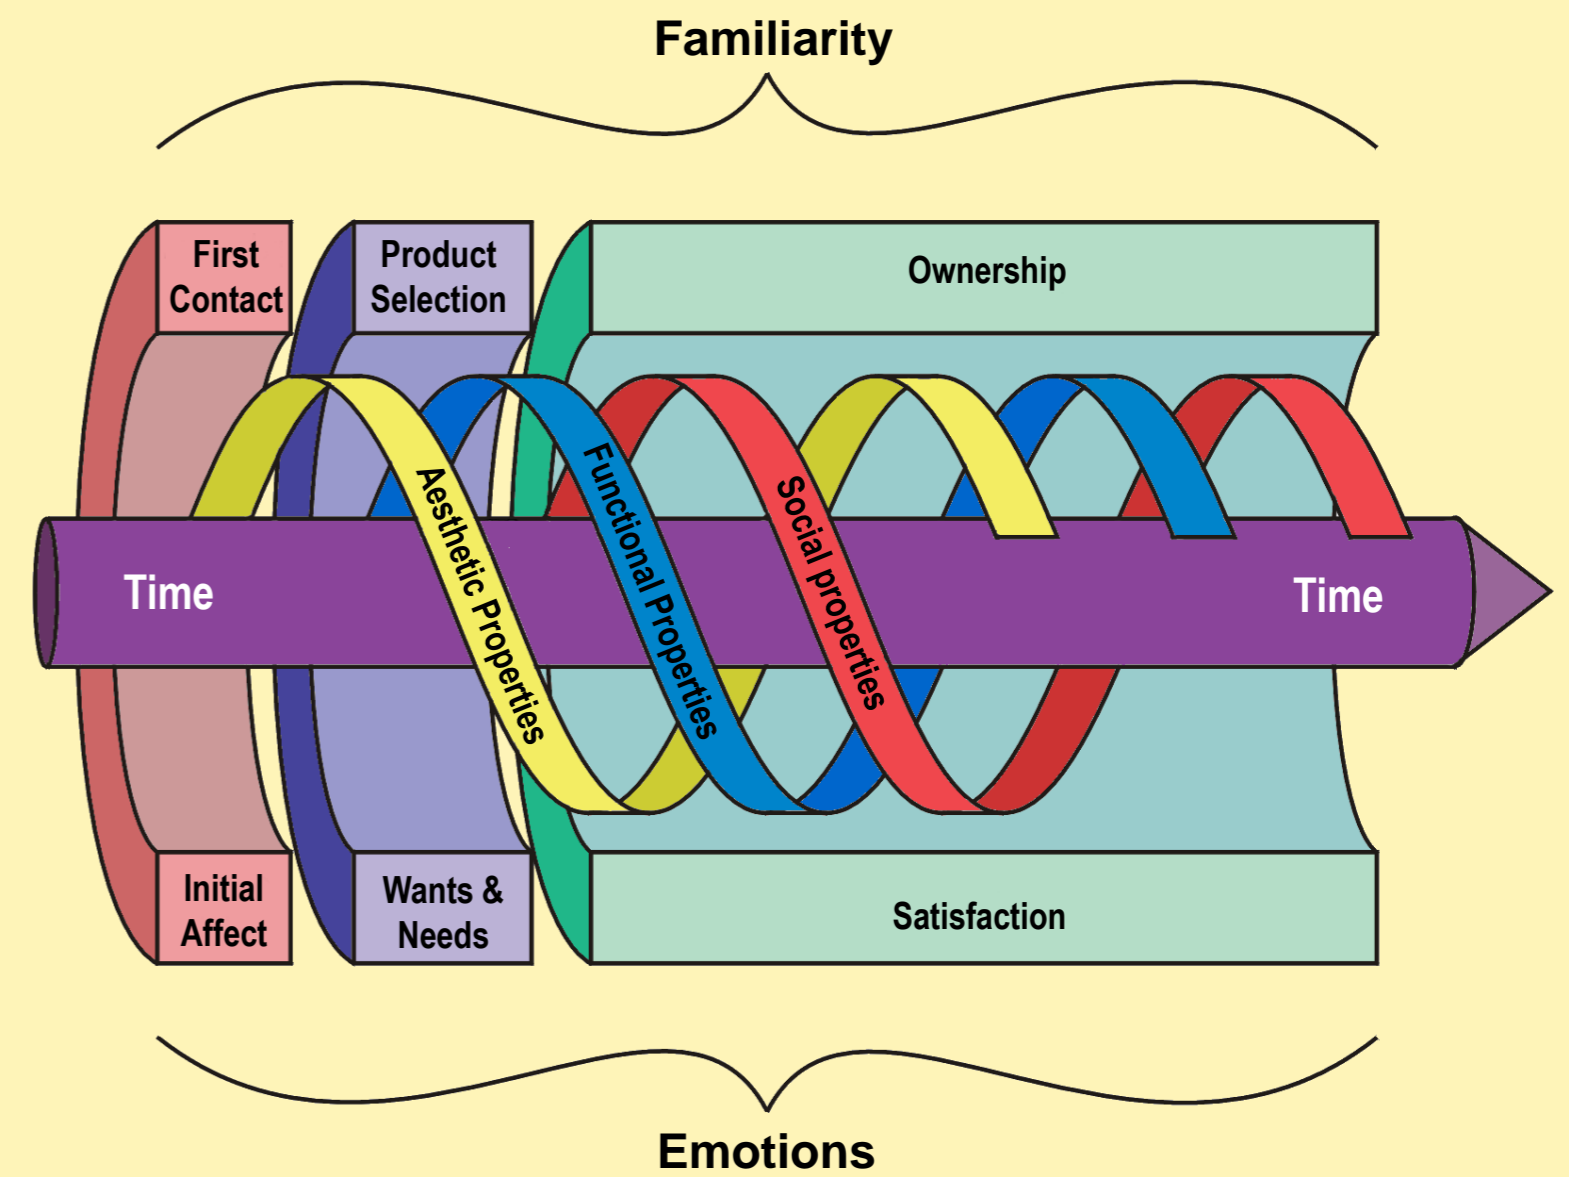 Familiarity
First
Contact
Product
Selection
Ownership
Aesthetic Properties
Functional Properties
Social properties
Time
Time
Initial
Affect
Wants &
Needs
Satisfaction
Emotions